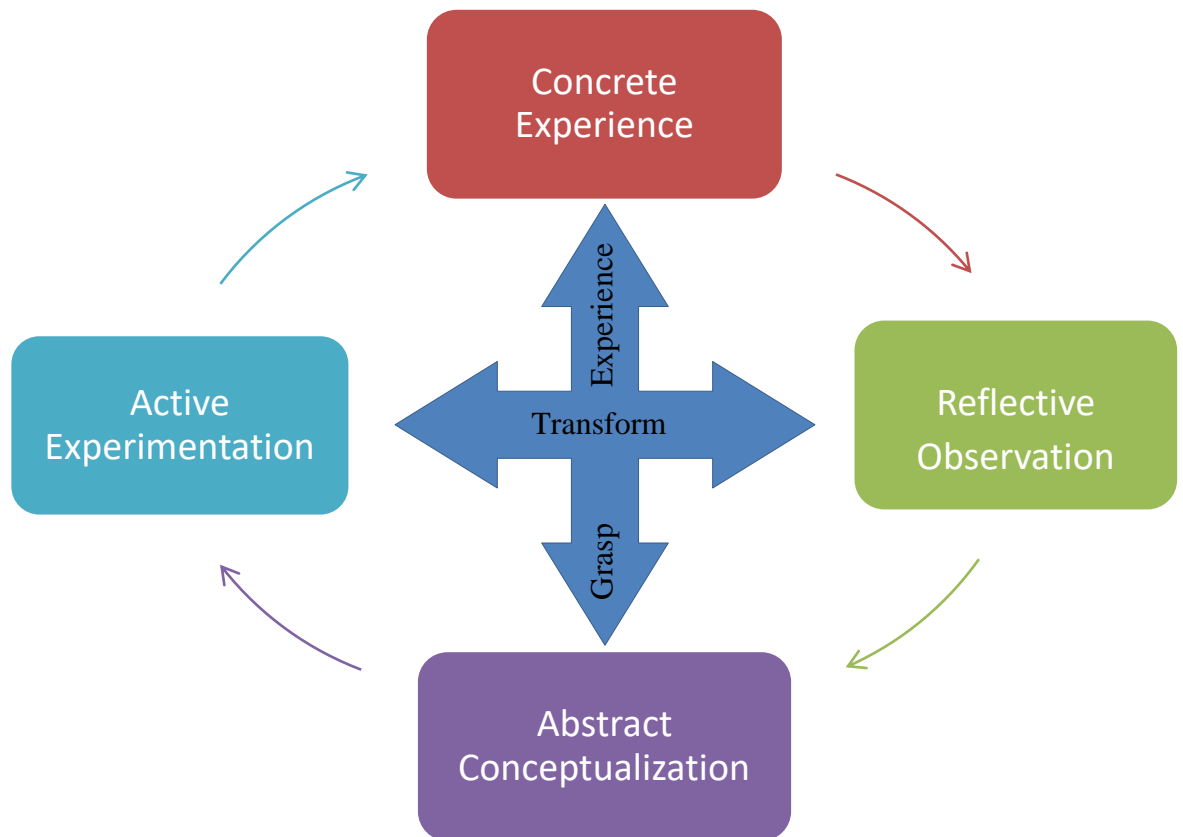 Concrete
Experience
Experience
Active
Experimentation
Transform
Reflective
Observation
Grasp
Abstract
Conceptualization